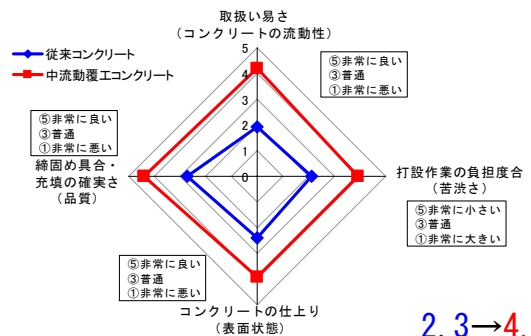 取扱い易さ
(コンクリートの流動性)
従来コンクリート
中流動覆工コンクリート
⑤非常に良い
③普通
①非常に悪い
5
4
3
2
1
0
⑤非常に良い
③普通
①非常に悪い
締固め具合・
充填の確実さ
(品質)
打設作業の負担度合
(苦渋さ)
⑤非常に小さい
③普通
①非常に大きい
⑤非常に良い
③普通
①非常に悪い
コンクリートの仕上り
(表面状態)
2.3→4.